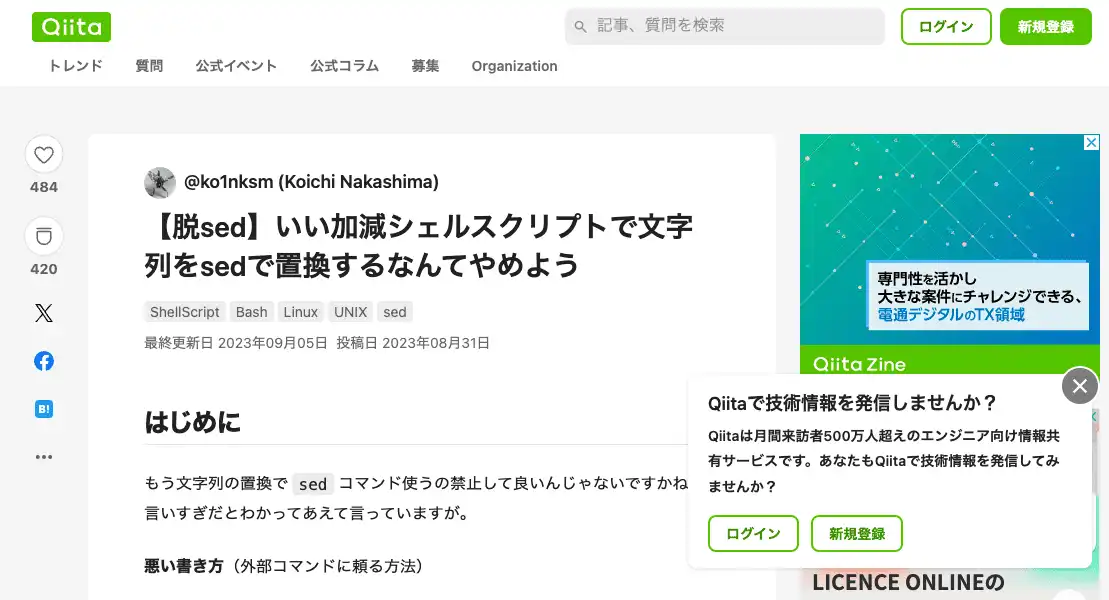 Qiita
記事、質問を検索
ログイン
新規登録
トレンド
質問
公式イベント
公式コラム
募集
Organization
484
420
B!
@ko1nksm (Koichi Nakashima)
【脱sed】いい加減シェルスクリプトで文字
列をsedで置換するなんてやめよう
ShellScript
Bash
Linux
UNIX
sed
最終更新日 2023年09月05日 投稿日 2023年08月31日
はじめに
もう文字列の置換で sed コマンド使うの禁止して良いんじゃないですかね
言いすぎだとわかってあえて言っていますが。
悪い書き方（外部コマンドに頼る方法）
専門性を活かし
大きな案件にチャレンジできる、
電通デジタルのTX領域
Qiita Zine
Qiitaで技術情報を発信しませんか？
Qiitaは月間来訪者500万人超えのエンジニア向け情報共
有サービスです。あなたもQiitaで技術情報を発信してみ
ませんか？
ログイン
新規登録
LICENCE ONLINEの